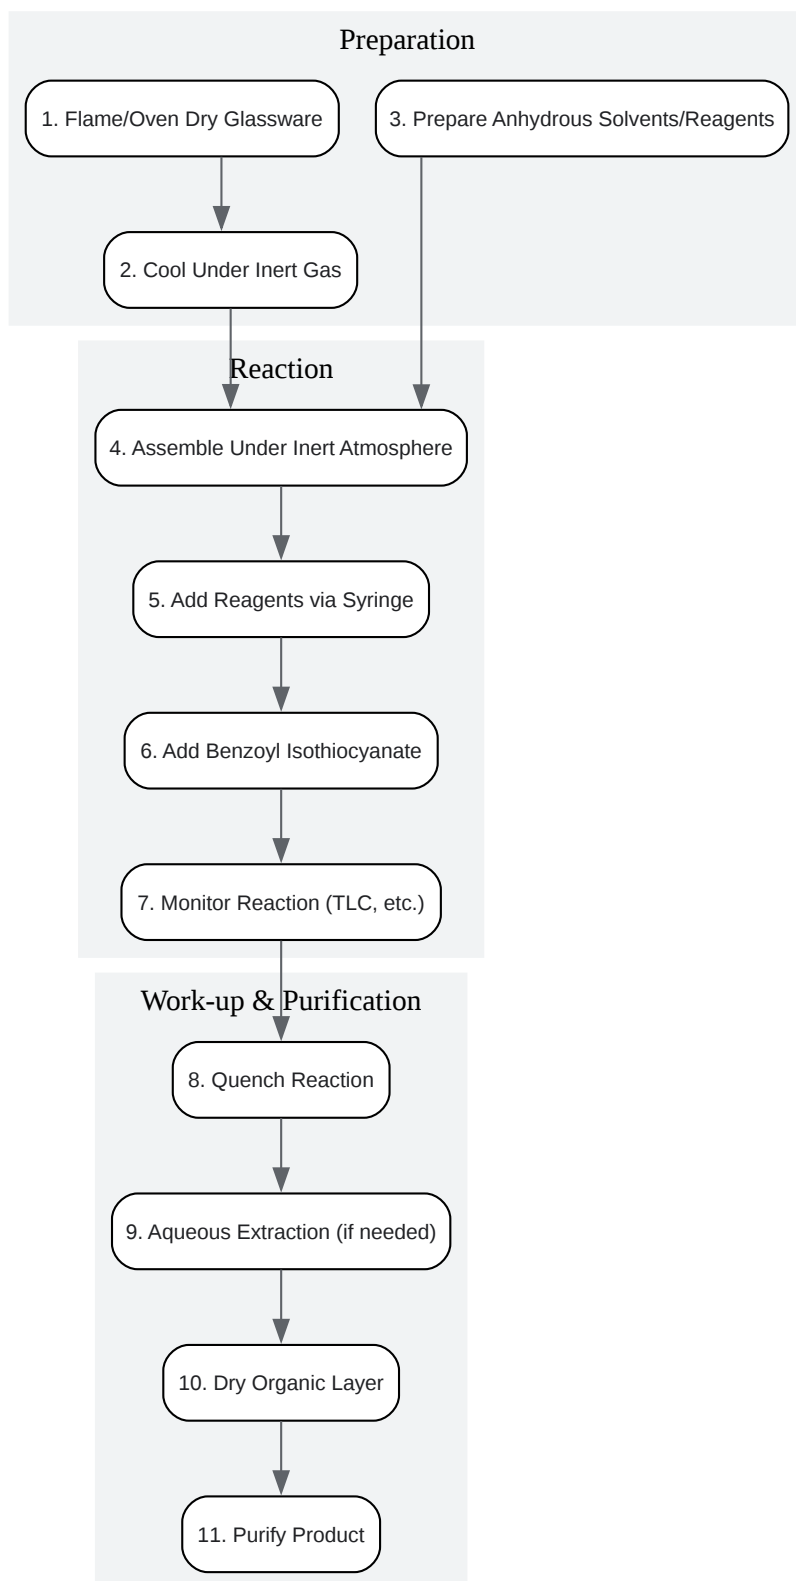 Preparation
1. Flame/Oven Dry Glassware
3. Prepare Anhydrous Solvents/Reagents
2. Cool Under Inert Gas
Reaction
4. Assemble Under Inert Atmosphere
5. Add Reagents via Syringe
6. Add Benzoyl Isothiocyanate
7. Monitor Reaction (TLC, etc.)
Work-up & Purification
8. Quench Reaction
9. Aqueous Extraction (if needed)
10. Dry Organic Layer
11. Purify Product